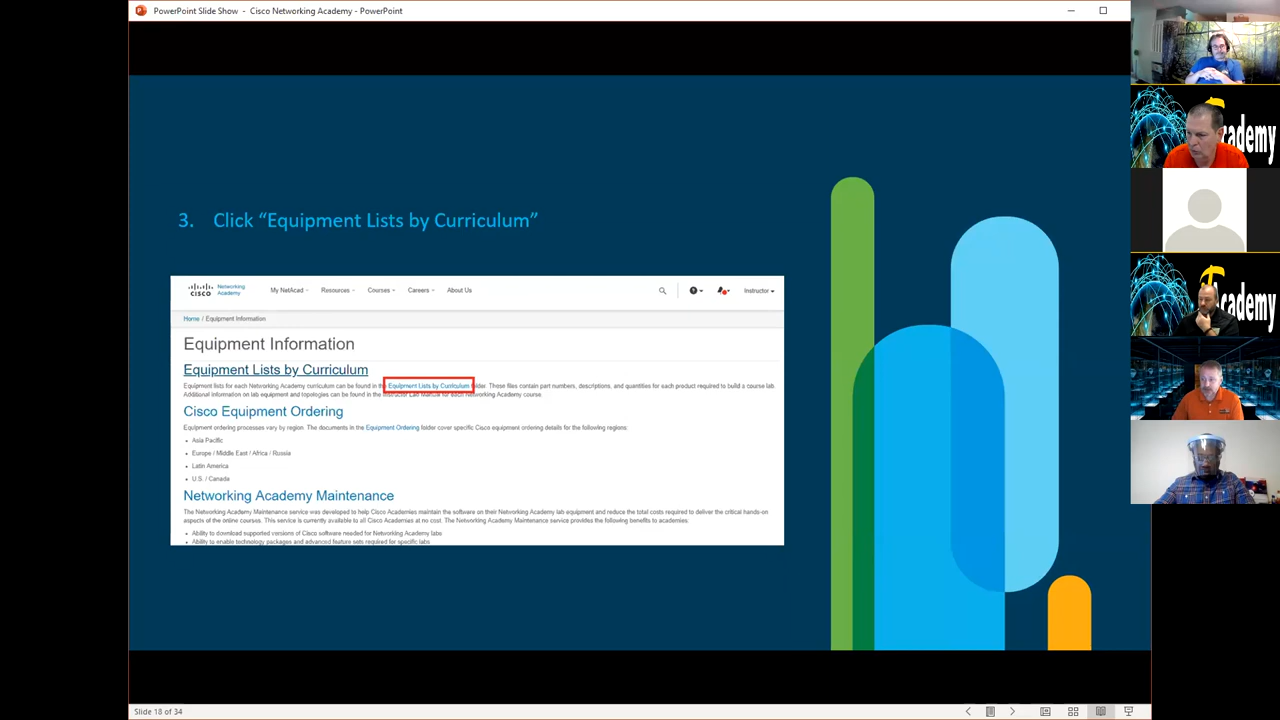 PowerPoint Slide Show - Cisco Networking Academy - PowerPoint
3. Click “Equipment Lists by Curriculum”
CISCO
Networking
Academy
My NetAcad
Resources
Courses
Careers
About Us
Instructor
Home / Equipment Information
Equipment Information
Equipment Lists by Curriculum
Equipment lists for each Networking Academy curriculum can be found in the Equipment Lists by Curriculum folder. Those files contain part numbers, descriptions, and quantities for each product required to build a course lab.
Additional information on lab equipment and topologies can be found in the Instructor Lab Manual for each Networking Academy course.
Cisco Equipment Ordering
Equipment ordering processes vary by region. The documents in the Equipment Ordering folder cover specific Cisco equipment ordering details for the following regions:
• Asia Pacific
• Europe / Middle East / Africa / Russia
• Latin America
• U.S. / Canada
Networking Academy Maintenance
The Networking Academy Maintenance service was developed to help Cisco Academies maintain the software on their Networking Academy lab equipment and reduce the total costs required to deliver the critical hands-
on aspects of the online courses. This service is currently available to all Cisco Academies at no cost. The Networking Academy Maintenance service provides the following benefits to academies:
• Ability to download supported versions of Cisco software needed for Networking Academy labs
• Ability to enable technology packages and advanced feature sets required for specific labs
cademy
cademy
Slide 18 of 34